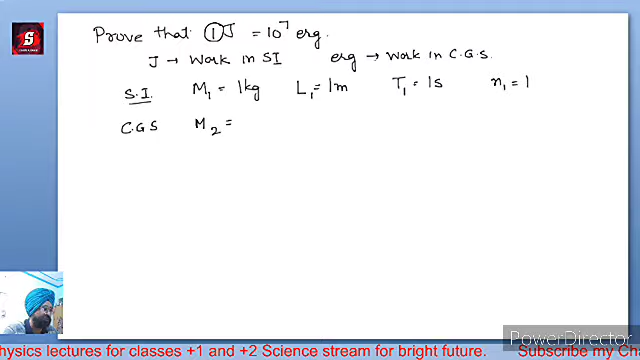 Prove that ①J = 10⁷ erg.
J → Work in SI erg → Work in C.G.S.
S.I. M₁ = 1kg L₁ = 1m T₁ = 1s n₁ = 1
C.G.S M₂ =
PowerDirector
hysics lectures for classes +1 and +2 Science stream for bright future. Subscribe my Cha